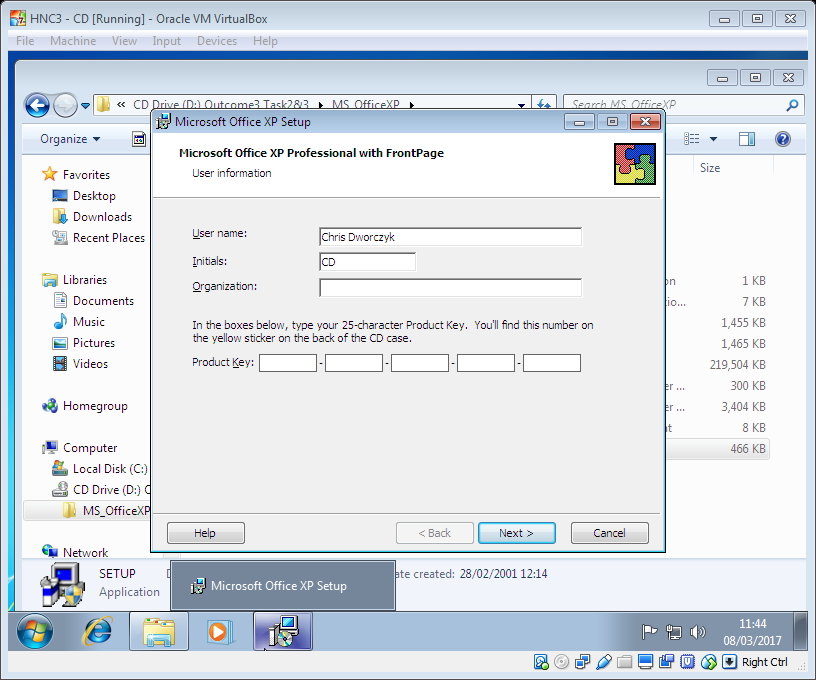 HNC3 - CD [Running] - Oracle VM VirtualBox
File Machine View Input Devices Help
« CD Drive (D:) Outcome3 Task2&3 MS_OfficeXP
Search MS_OfficeXP
Organize
Size
Favorites
Desktop
Downloads
Recent Places
Libraries
Documents
Music
Pictures
Videos
Homegroup
Computer
Local Disk (C:)
CD Drive (D:)
MS_OfficeXP
Network
1 KB
7 KB
1,455 KB
1,465 KB
219,504 KB
300 KB
3,404 KB
8 KB
466 KB
Microsoft Office XP Setup
Microsoft Office XP Professional with FrontPage
User information
User name: Chris Dworczyk
Initials: CD
Organization:
In the boxes below, type your 25-character Product Key. You'll find this number on
the yellow sticker on the back of the CD case.
Product Key: - - - -
Help < Back Next > Cancel
SETUP
Application
ate created: 28/02/2001 12:14
Microsoft Office XP Setup
11:44
08/03/2017
Right Ctrl